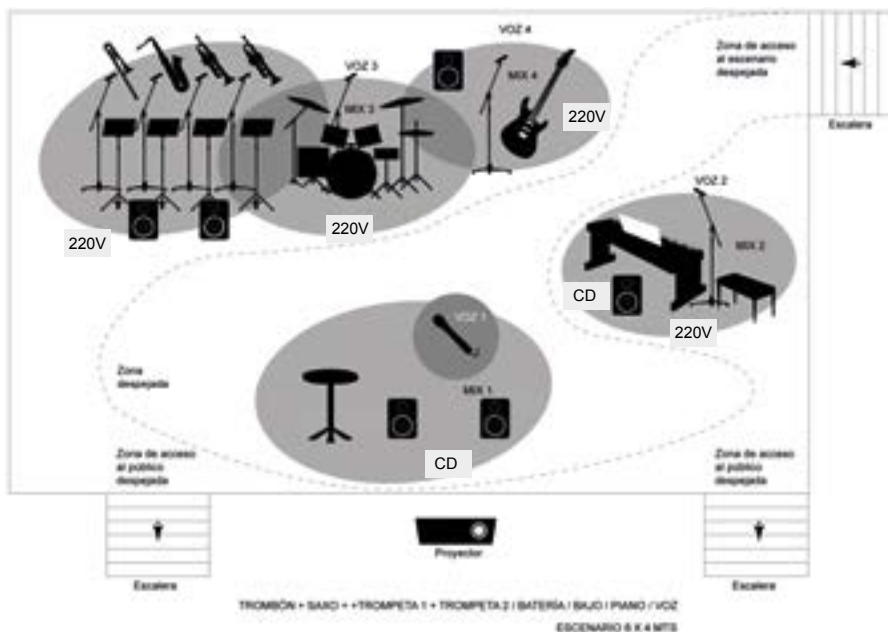 VOZ 4
Zona de acceso
al escenario
despejada
VOZ 3
MIX 4
MIX 3
220V
Escalera
VOZ 2
220V
220V
MIX 2
CD
220V
VOZ 1
Zona
despejada
MIX 1
CD
Zona de acceso
al público
despejada
Zona de acceso
al público
despejada
Proyector
Escalera
Escalera
TROMBÓN + SAXO + +TROMPETA 1 + TROMPETA 2 / BATERÍA / BAJO / PIANO / VOZ
ESCENARIO 6 X 4 MTS